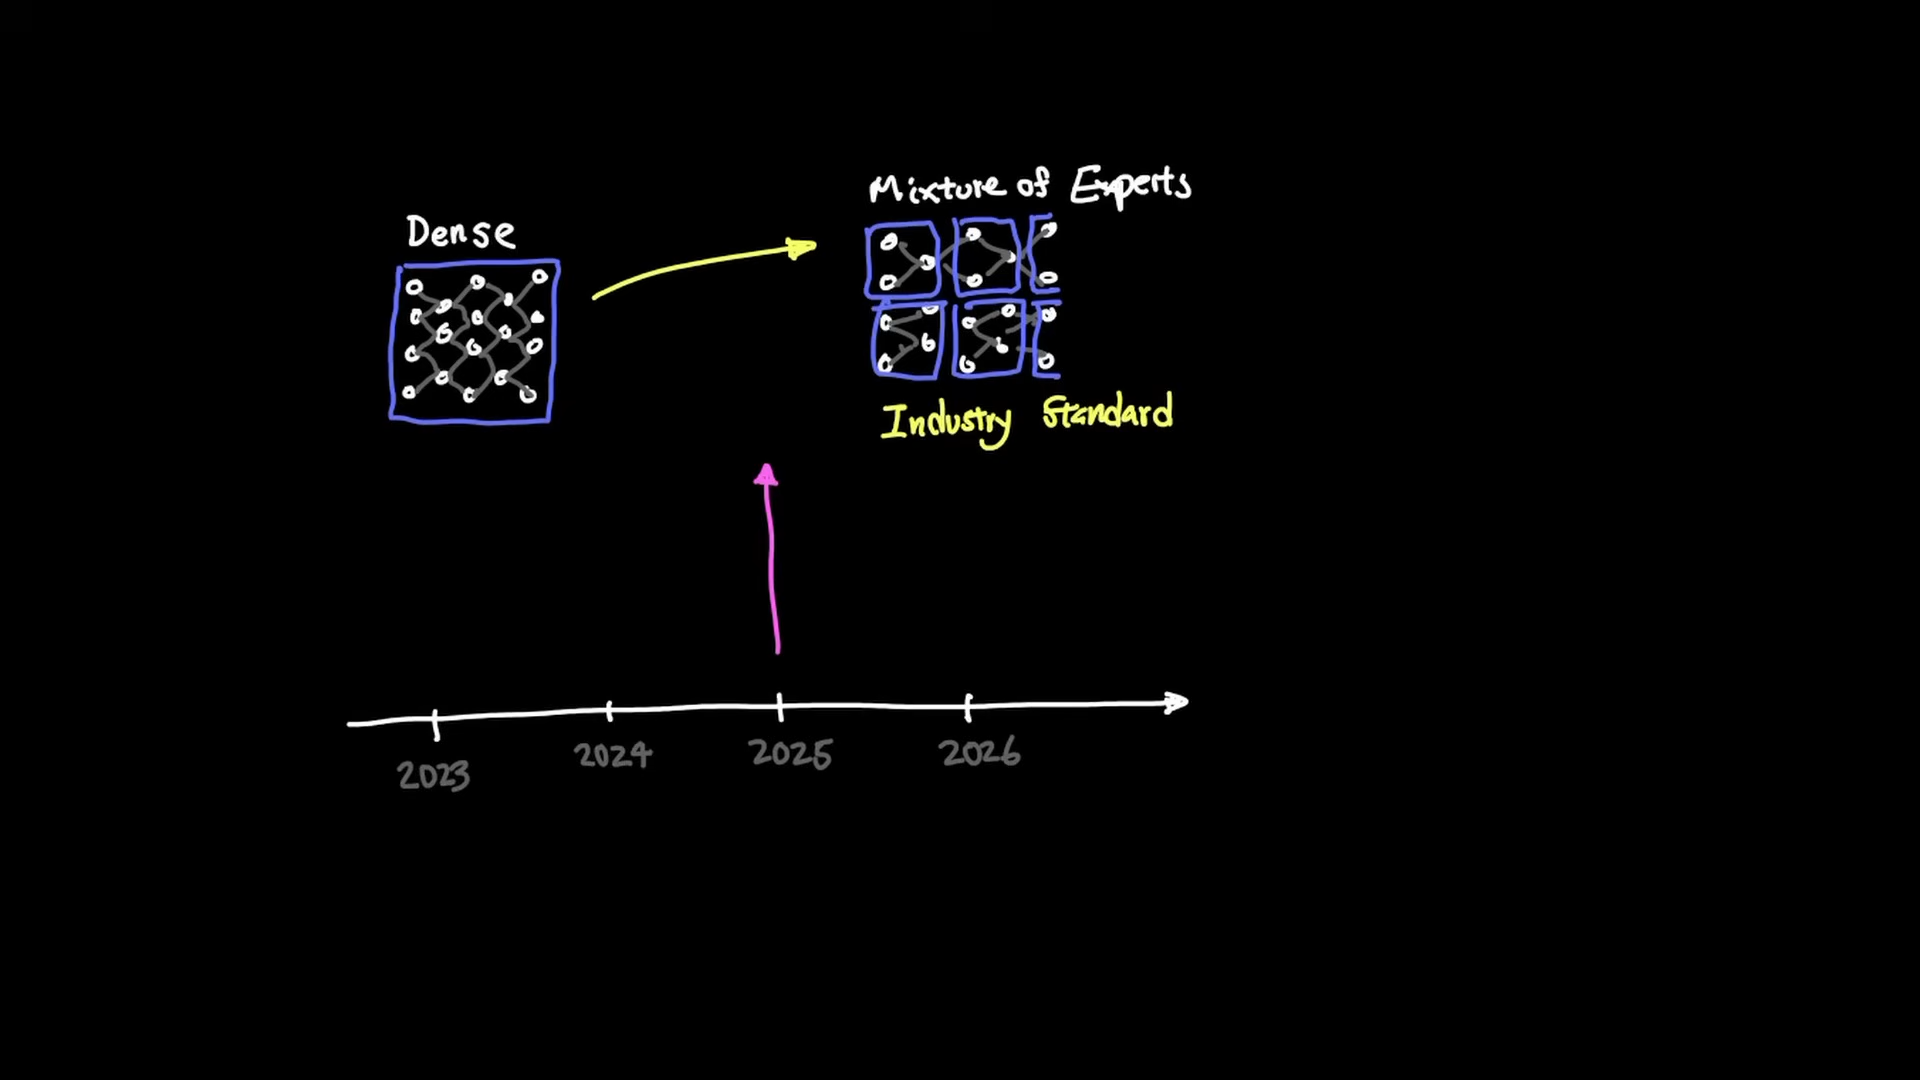 Mixture of Experts
Dense
Industry Standard
2023
2024
2025
2026